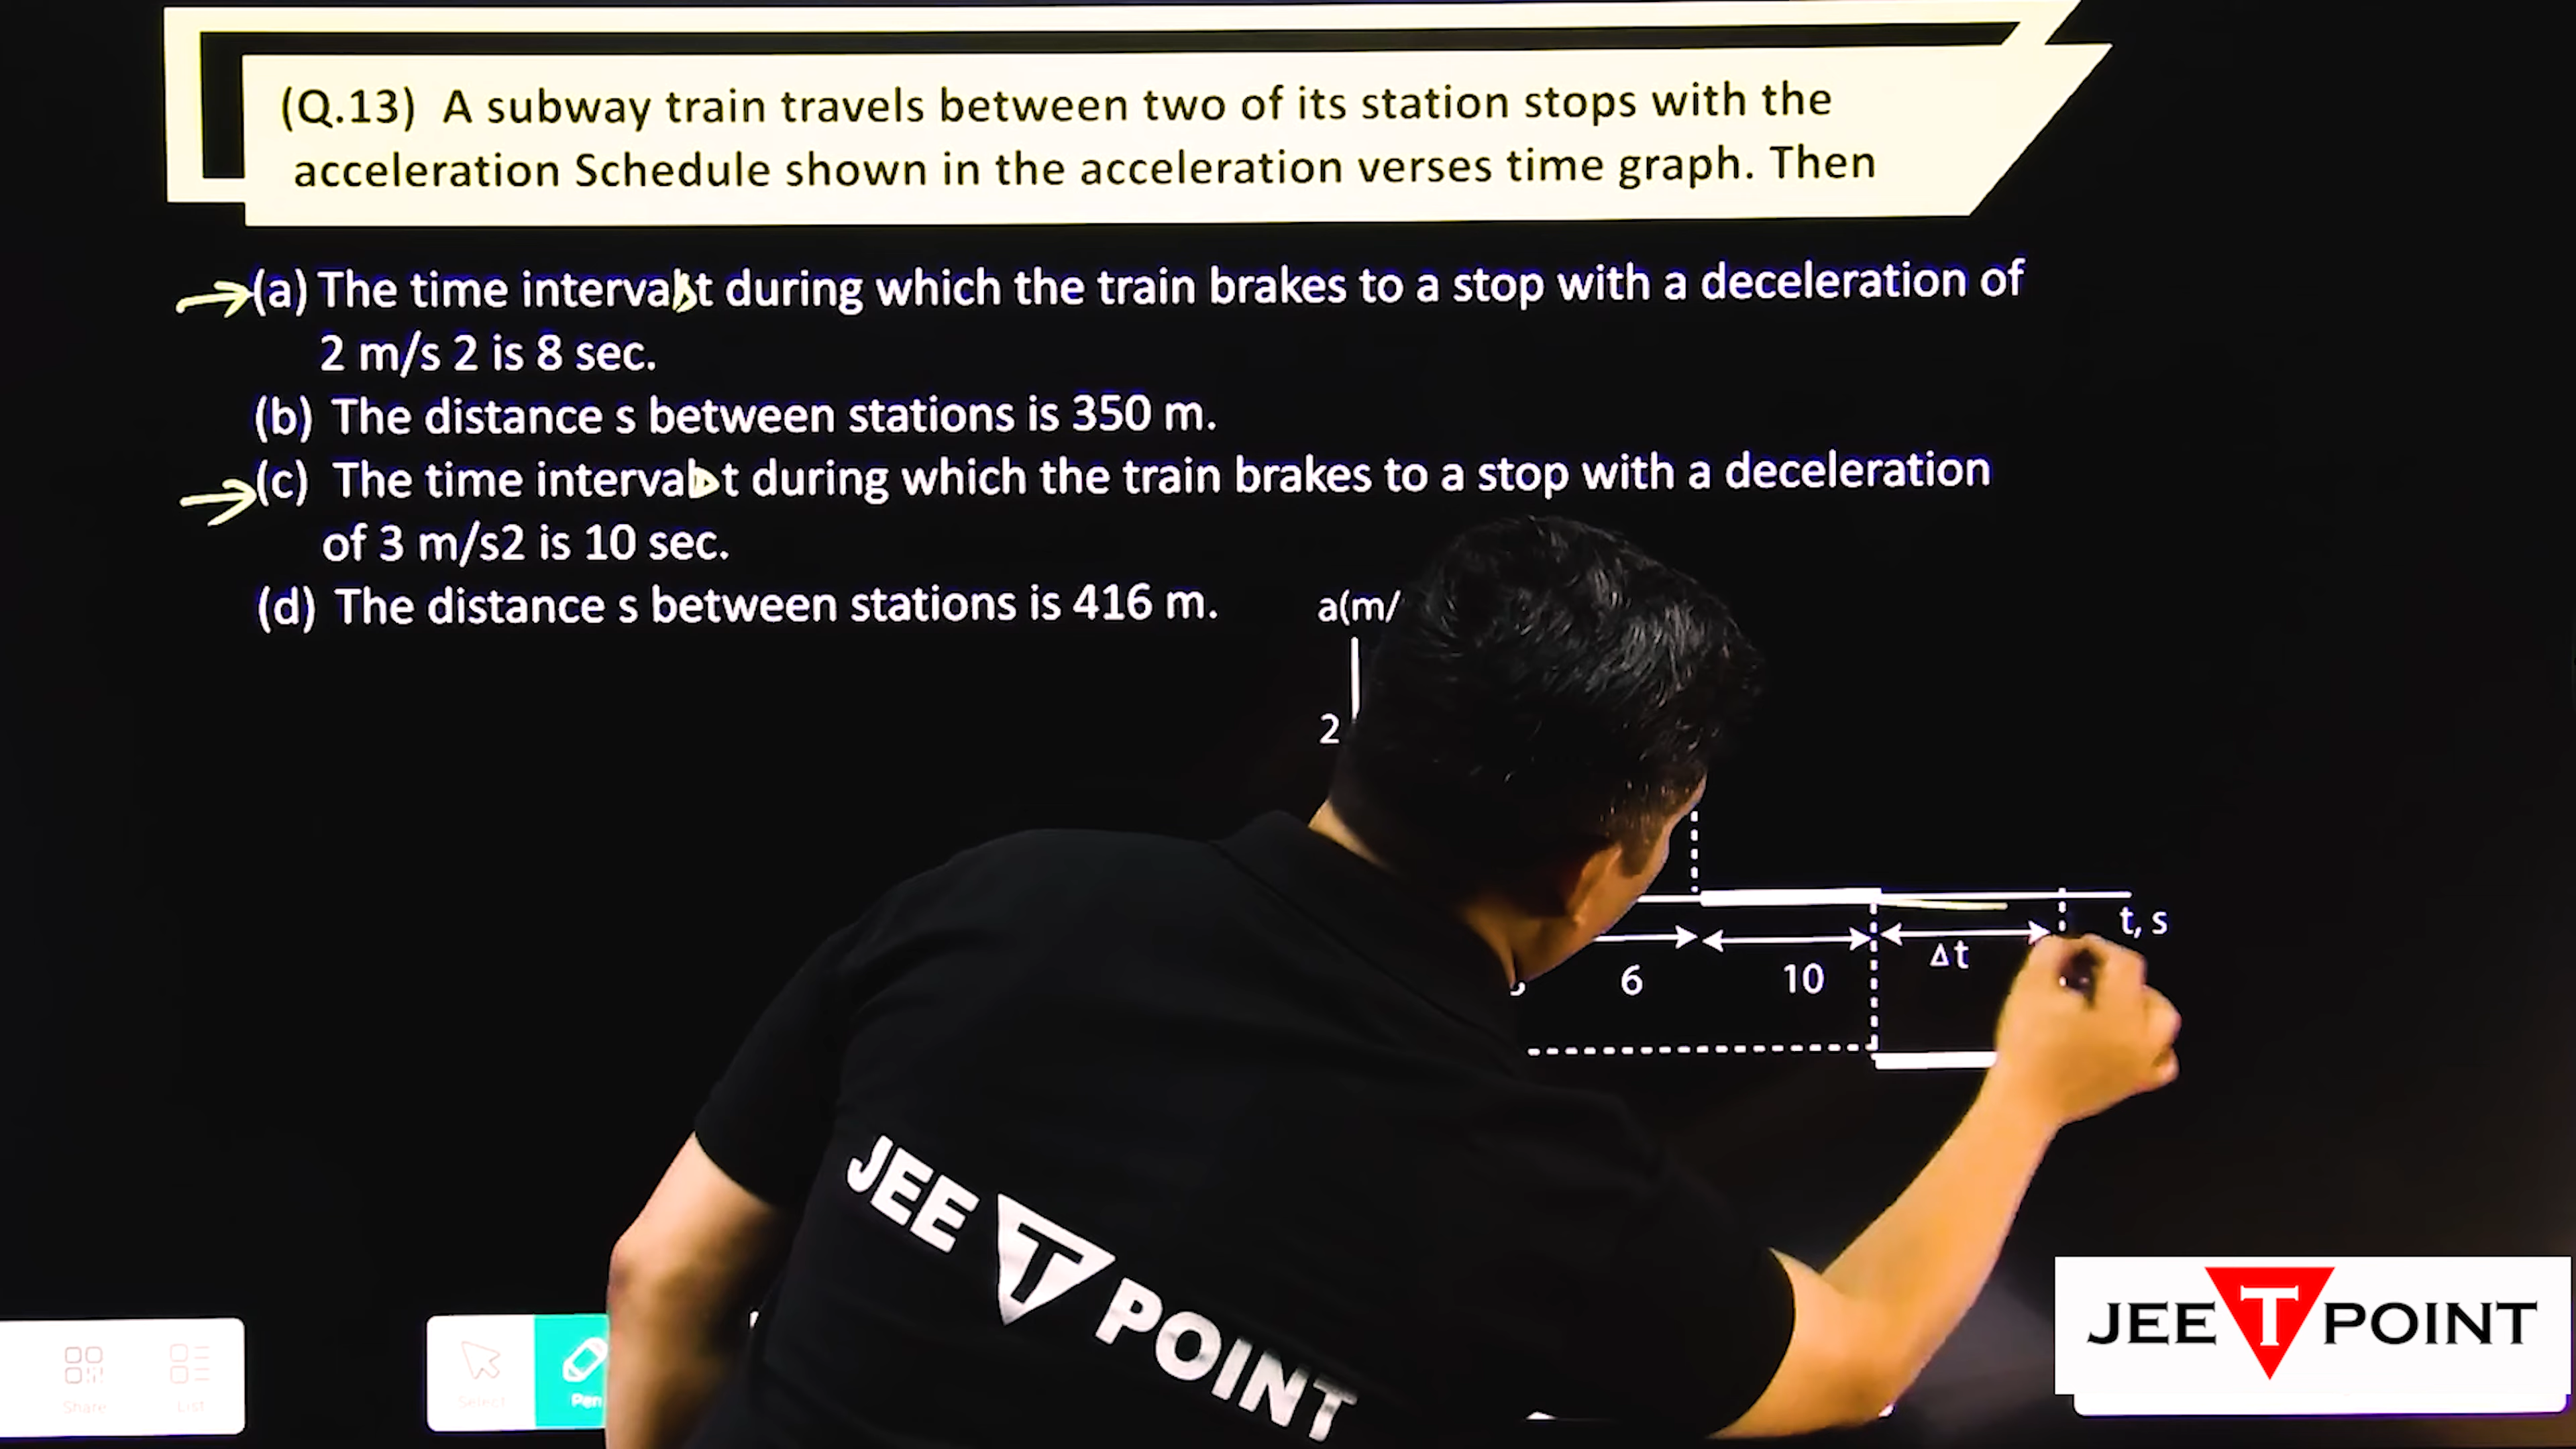 (Q.13) A subway train travels between two of its station stops with the
acceleration Schedule shown in the acceleration verses time graph. Then
(a) The time interval t during which the train brakes to a stop with a deceleration of
2 m/s 2 is 8 sec.
(b) The distance s between stations is 350 m.
(c) The time interval t during which the train brakes to a stop with a deceleration
of 3 m/s2 is 10 sec.
(d) The distance s between stations is 416 m.
a(m/
2
t, s
6
10
Δt
JEE T POINT
JEE T POINT
Share
List
Select
Pen